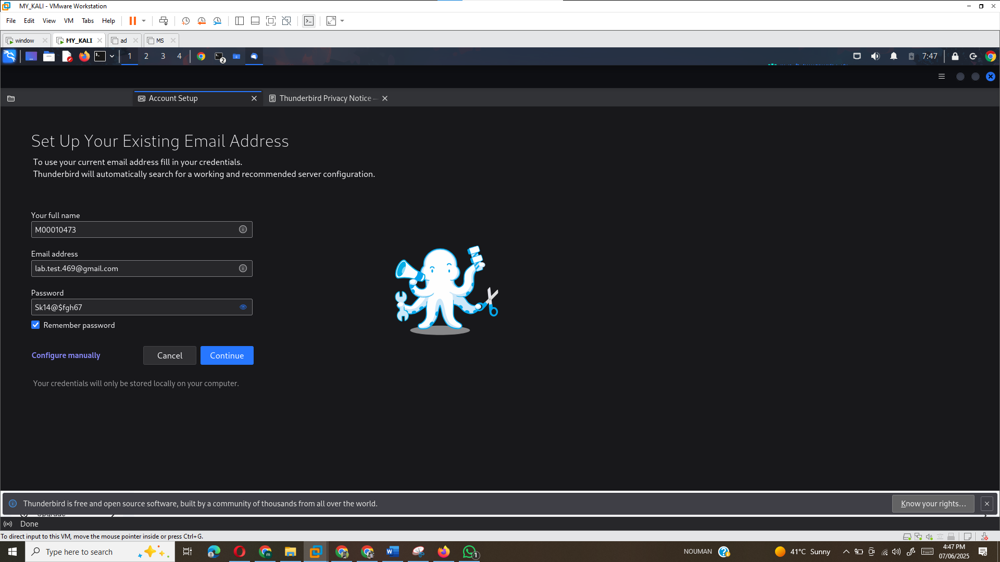 MY_KALI - VMware Workstation
File Edit View VM Tabs Help
window MY_KALI ad MS
1 2 3 4 2 7:47
Account Setup Thunderbird Privacy Notice —
Set Up Your Existing Email Address
To use your current email address fill in your credentials.
Thunderbird will automatically search for a working and recommended server configuration.
Your full name
M00010473
Email address
lab.test.469@gmail.com
Password
Sk14@$fgh67
Remember password
Configure manually Cancel Continue
Your credentials will only be stored locally on your computer.
Thunderbird is free and open source software, built by a community of thousands from all over the world. Know your rights...
Upgrade
Done
To direct input to this VM, move the mouse pointer inside or press Ctrl+G.
Type here to search NOUMAN 41°C Sunny 4:47 PM
07/06/2025